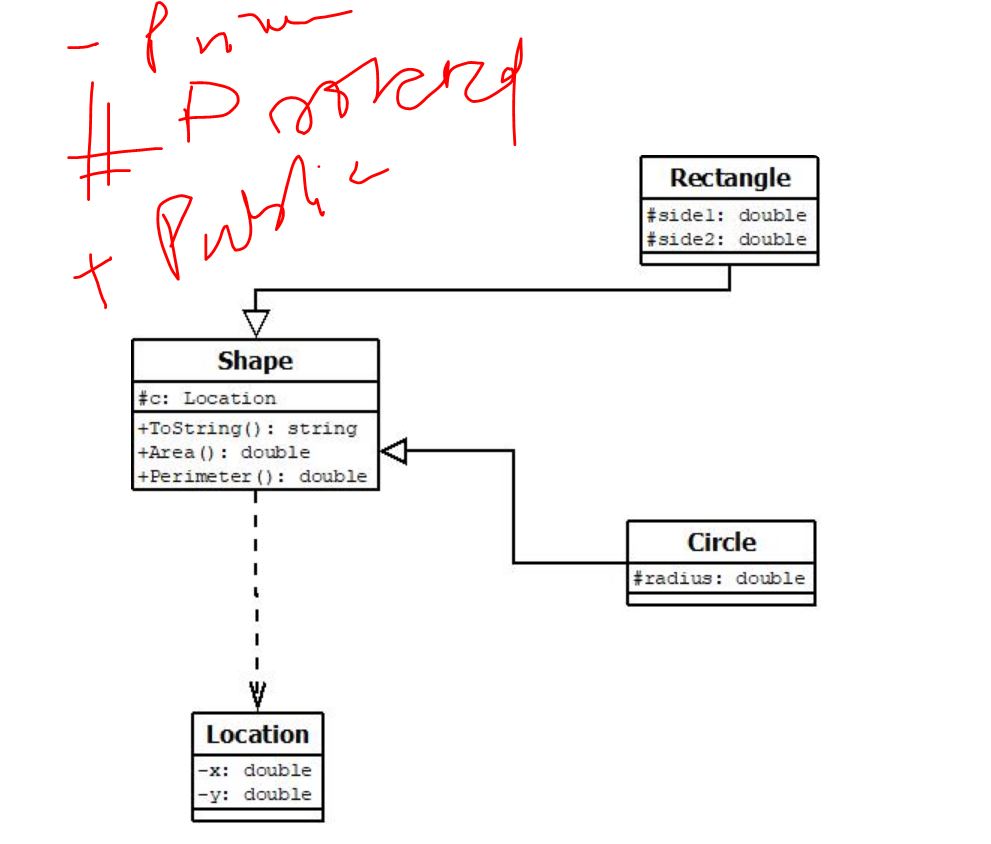 - Priv
# Protected
+ Public
Rectangle
#side1: double
#side2: double
Shape
#c: Location
+ToString(): string
+Area(): double
+Perimeter(): double
Circle
#radius: double
Location
-x: double
-y: double